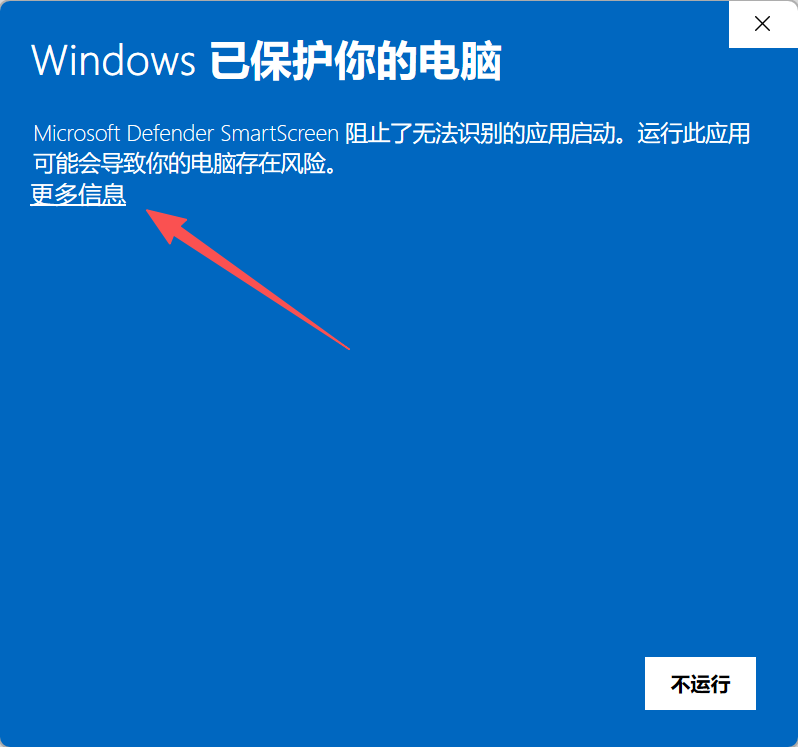 Windows 已保护你的电脑
Microsoft Defender SmartScreen 阻止了无法识别的应用启动。运行此应用
可能会导致你的电脑存在风险。
更多信息
不运行